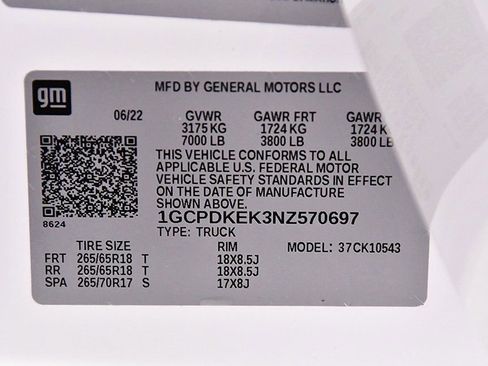 gm
MFD BY GENERAL MOTORS LLC
06/22 GVWR GAWR FRT GAWR
3175 KG 1724 KG 1724 K
7000 LB 3800 LB 3800 LB
THIS VEHICLE CONFORMS TO ALL
APPLICABLE U.S. FEDERAL MOTOR
VEHICLE SAFETY STANDARDS IN EFFECT
ON THE DATE OF MANUFACTURE
SHOWN ABOVE.
8624
1GCPDKEK3NZ570697
TYPE: TRUCK
TIRE SIZE RIM MODEL: 37CK10543
FRT 265/65R18 T 18X8.5J
RR 265/65R18 T 18X8.5J
SPA 265/70R17 S 17X8J